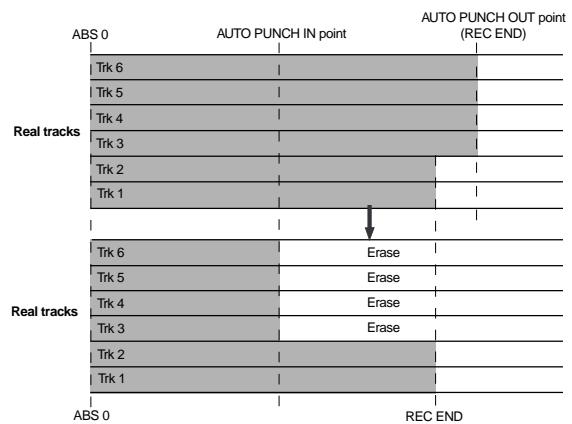 AUTO PUNCH OUT point
ABS 0 AUTO PUNCH IN point (REC END)
Trk 6
Trk 5
Trk 4
Real tracks
Trk 3
Trk 2
Trk 1
Trk 6 Erase
Trk 5 Erase
Trk 4 Erase
Real tracks
Trk 3 Erase
Trk 2
Trk 1
ABS 0 REC END